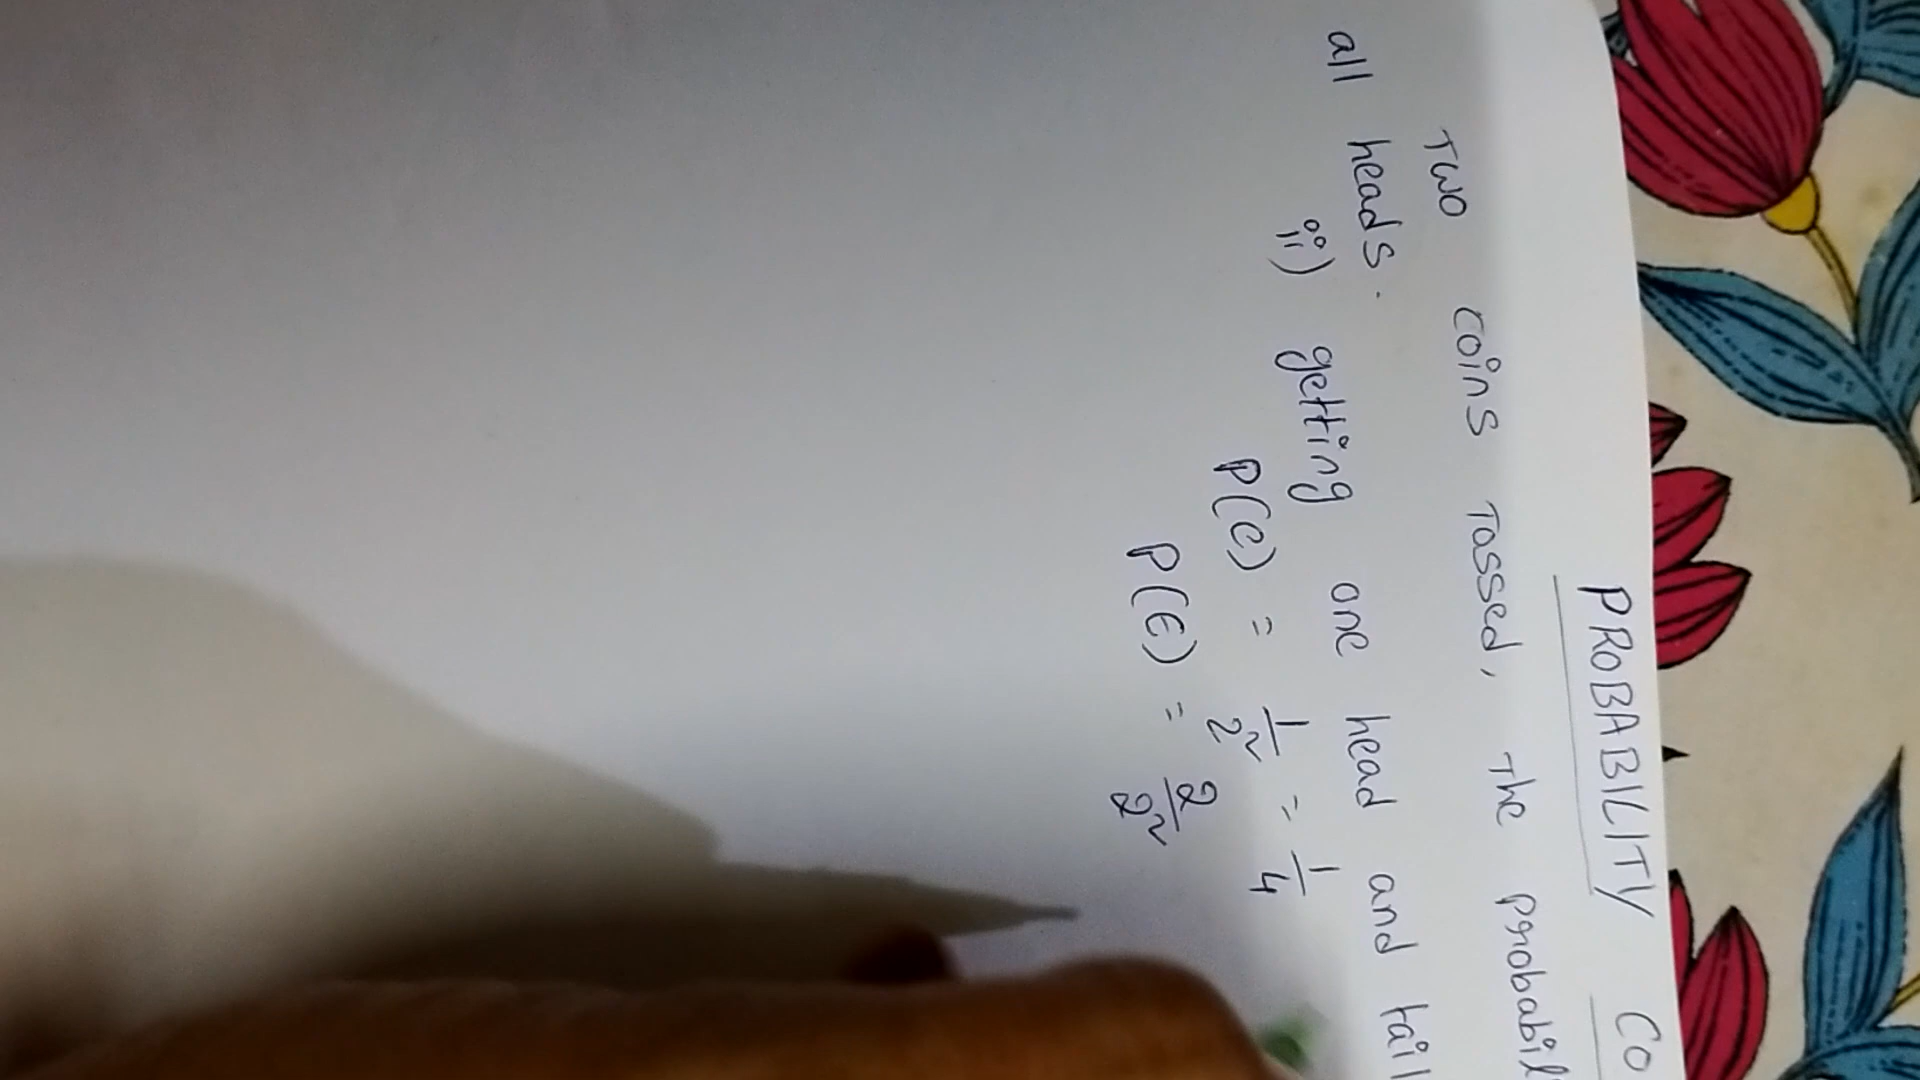 PROBABILITY CO
TWO coins Tossed, The probabil
all heads.
ii) getting one head and tail
P(E) = 1/2² = 1/4
P(E) = 2/2²